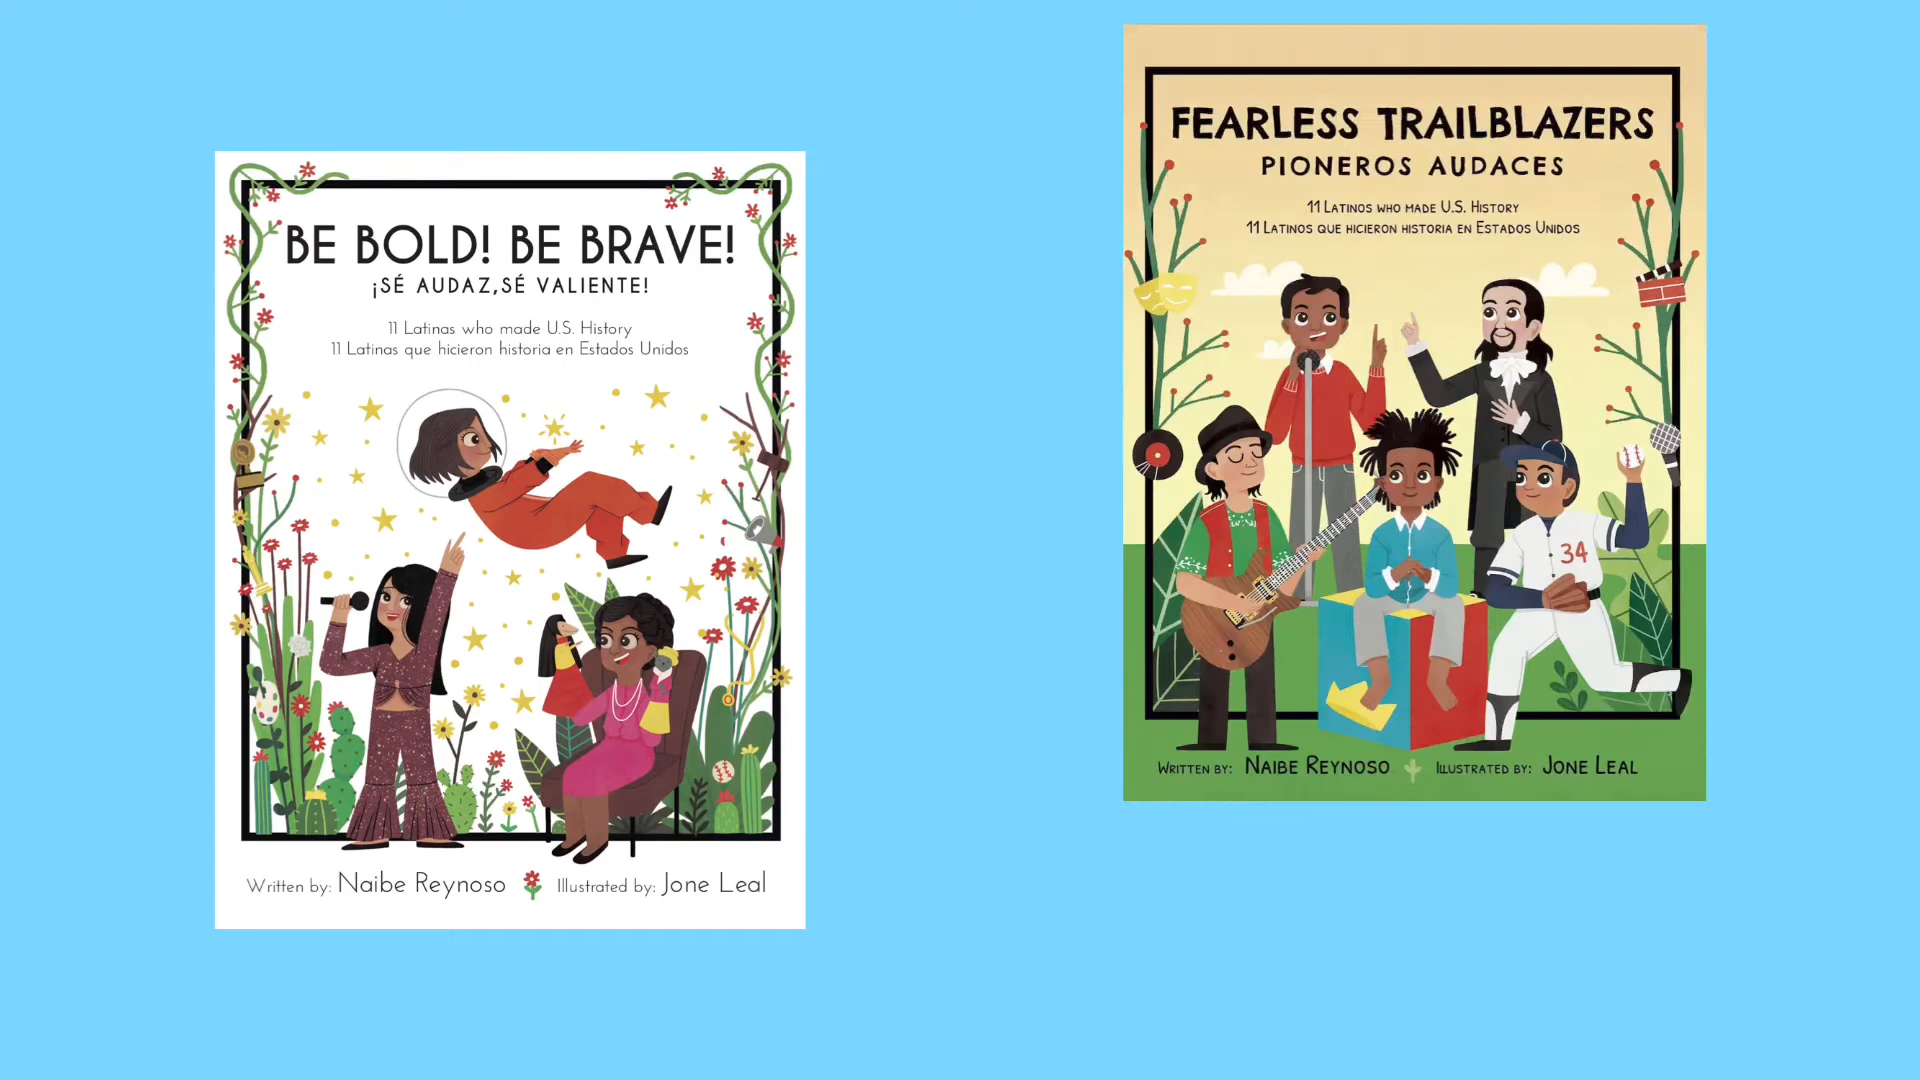 BE BOLD! BE BRAVE!
¡SÉ AUDAZ,SÉ VALIENTE!
11 Latinas who made U.S. History
11 Latinas que hicieron historia en Estados Unidos
Written by: Naibe Reynoso Illustrated by: Jone Leal
FEARLESS TRAILBLAZERS
PIONEROS AUDACES
11 LATINOS WHO MADE U.S. HISTORY
11 LATINOS QUE HICIERON HISTORIA EN ESTADOS UNIDOS
34
WRITTEN BY: NAIBE REYNOSO ILLUSTRATED BY: JONE LEAL